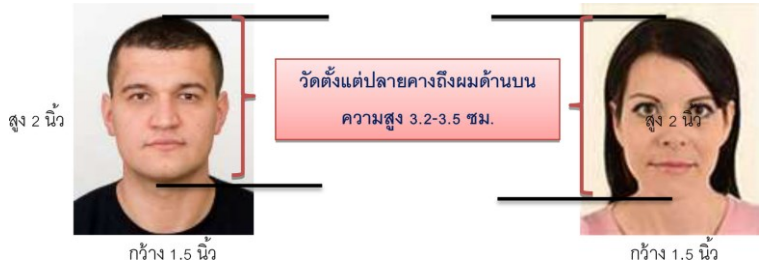 วัดตั้งแต่ปลายคางถึงผมด้านบน
ความสูง 3.2-3.5 ซม.
สูง 2 นิ้ว
สูง 2 นิ้ว
กว้าง 1.5 นิ้ว
กว้าง 1.5 นิ้ว